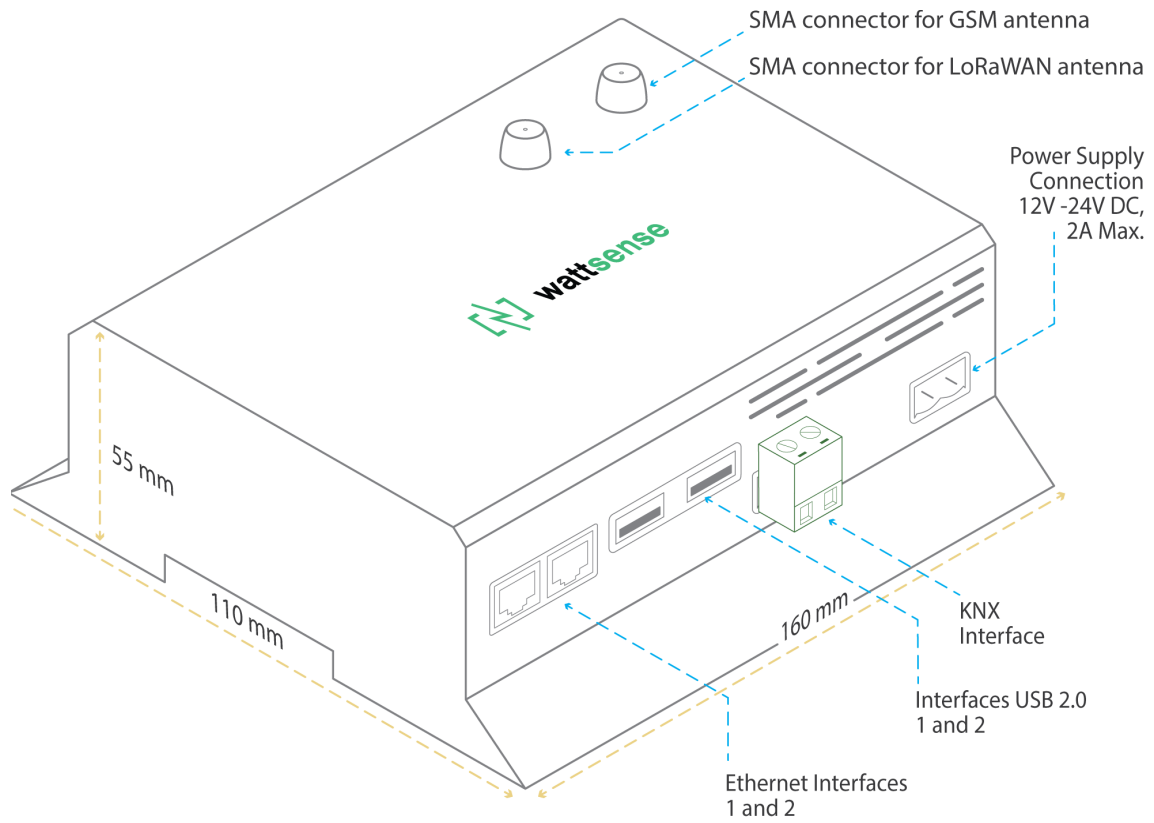 SMA connector for GSM antenna
SMA connector for LoRaWAN antenna
Power Supply
Connection
12V -24V DC,
2A Max.
wattsense
55 mm
110 mm
160 mm
KNX
Interface
Interfaces USB 2.0
1 and 2
Ethernet Interfaces
1 and 2